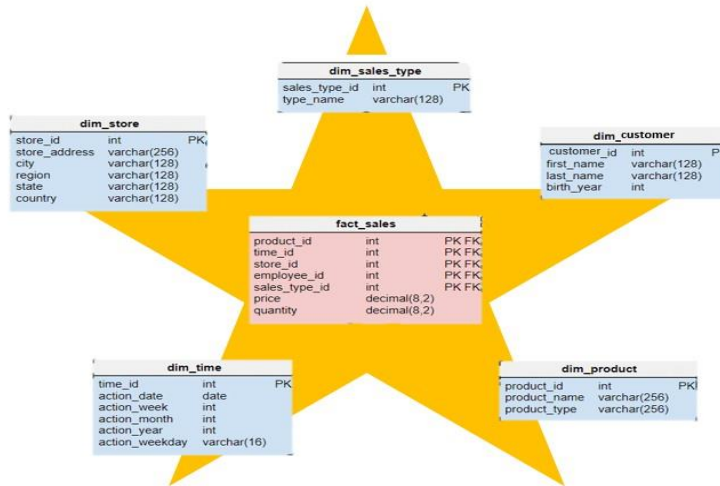 dim_sales_type
sales_type_id int PK
type_name varchar(128)
dim_store
store_id int PK
store_address varchar(256)
city varchar(128)
region varchar(128)
state varchar(128)
country varchar(128)
dim_customer
customer_id int P
first_name varchar(128)
last_name varchar(128)
birth_year int
fact_sales
product_id int PK FK
time_id int PK FK
store_id int PK FK
employee_id int PK FK
sales_type_id int PK FK
price decimal(8,2)
quantity decimal(8,2)
dim_time
time_id int PK
action_date date
action_week int
action_month int
action_year int
action_weekday varchar(16)
dim_product
product_id int PK
product_name varchar(256)
product_type varchar(256)